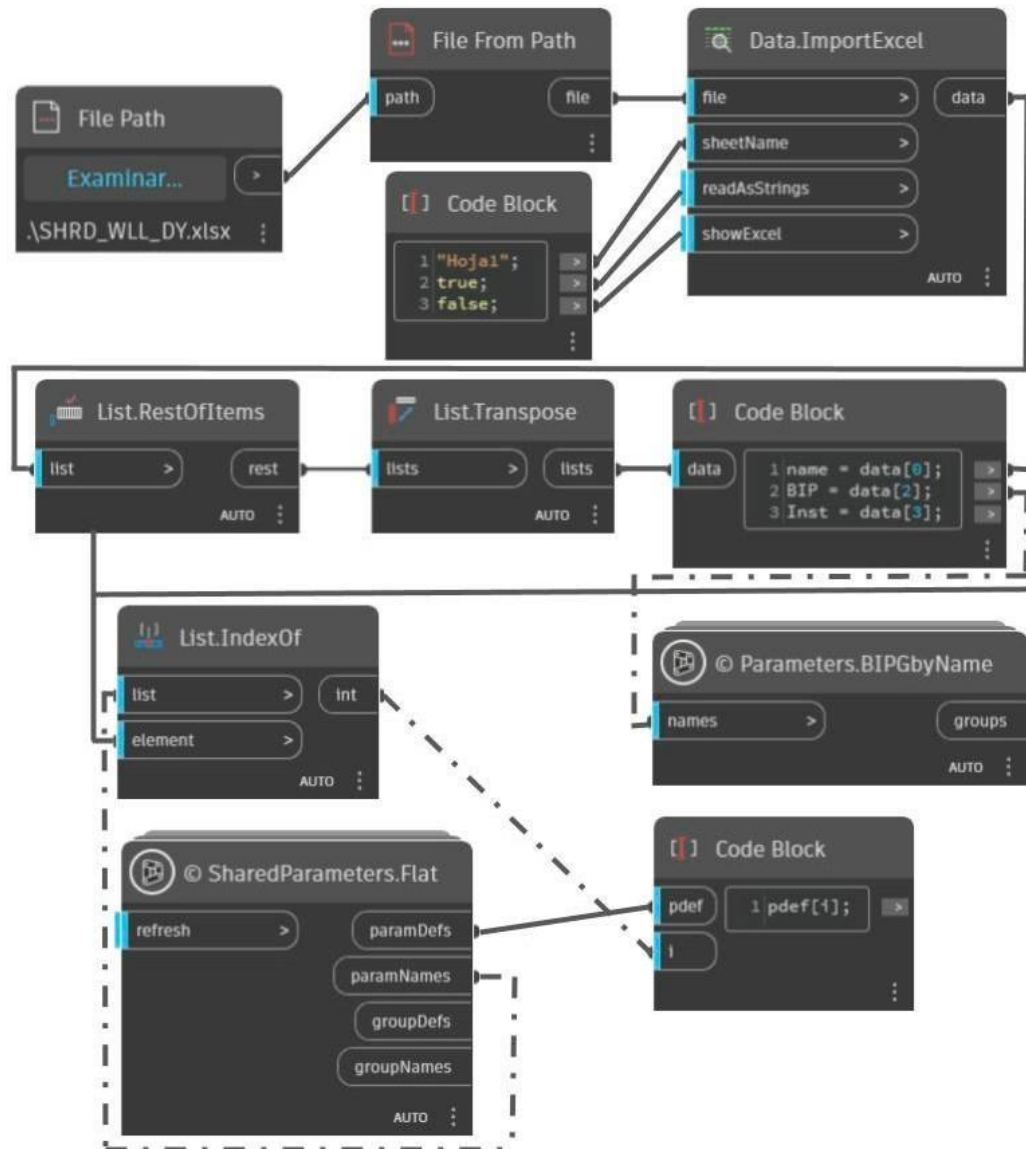 File Path
Examinar...
>
.\SHRD_WLL_DY.xlsx
File From Path
path
file
Data.ImportExcel
file >
data
sheetName >
readAsStrings >
showExcel >
AUTO
Code Block
1 "Hoja1"; >
2 true; >
3 false; >
List.RestOfItems
list >
rest
AUTO
List.Transpose
lists >
lists
AUTO
Code Block
data
1 name = data[0]; >
2 BIP = data[2]; >
3 Inst = data[3]; >
List.IndexOf
list >
int
element >
AUTO
© Parameters.BIPGbyName
names >
groups
AUTO
© SharedParameters.Flat
refresh >
paramDefs
paramNames
groupDefs
groupNames
AUTO
Code Block
pdef
1 pdef[i]; >
i